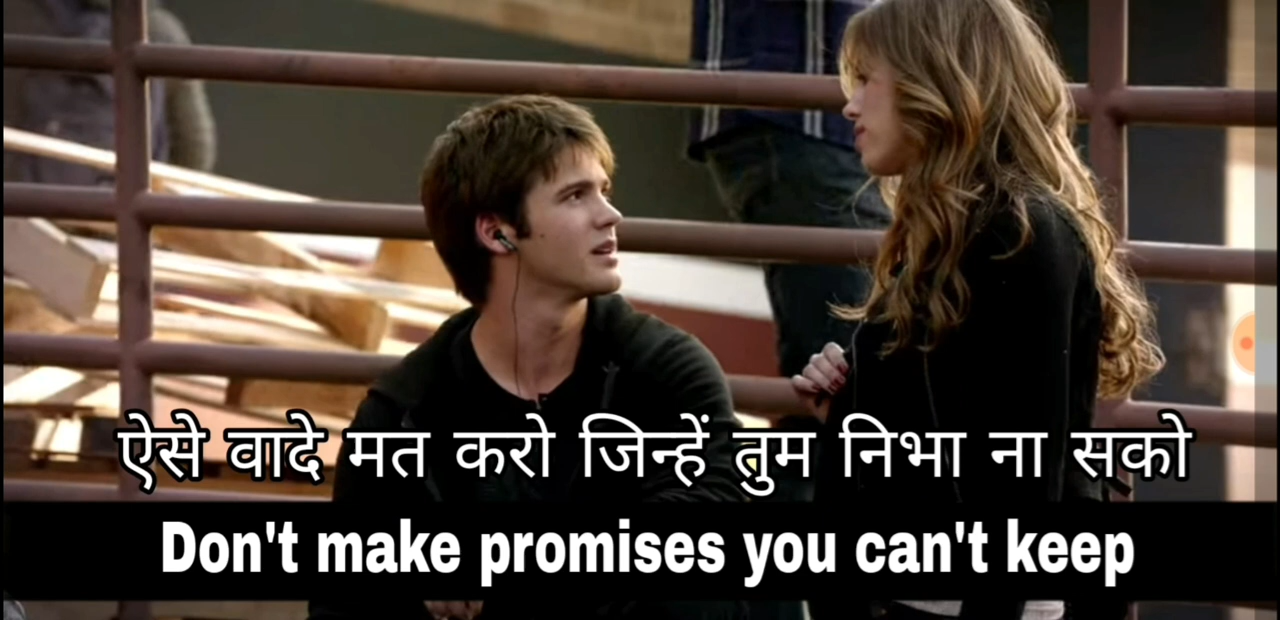 ऐसे वादे मत करो जिन्हें तुम निभा ना सको
Don't make promises you can't keep